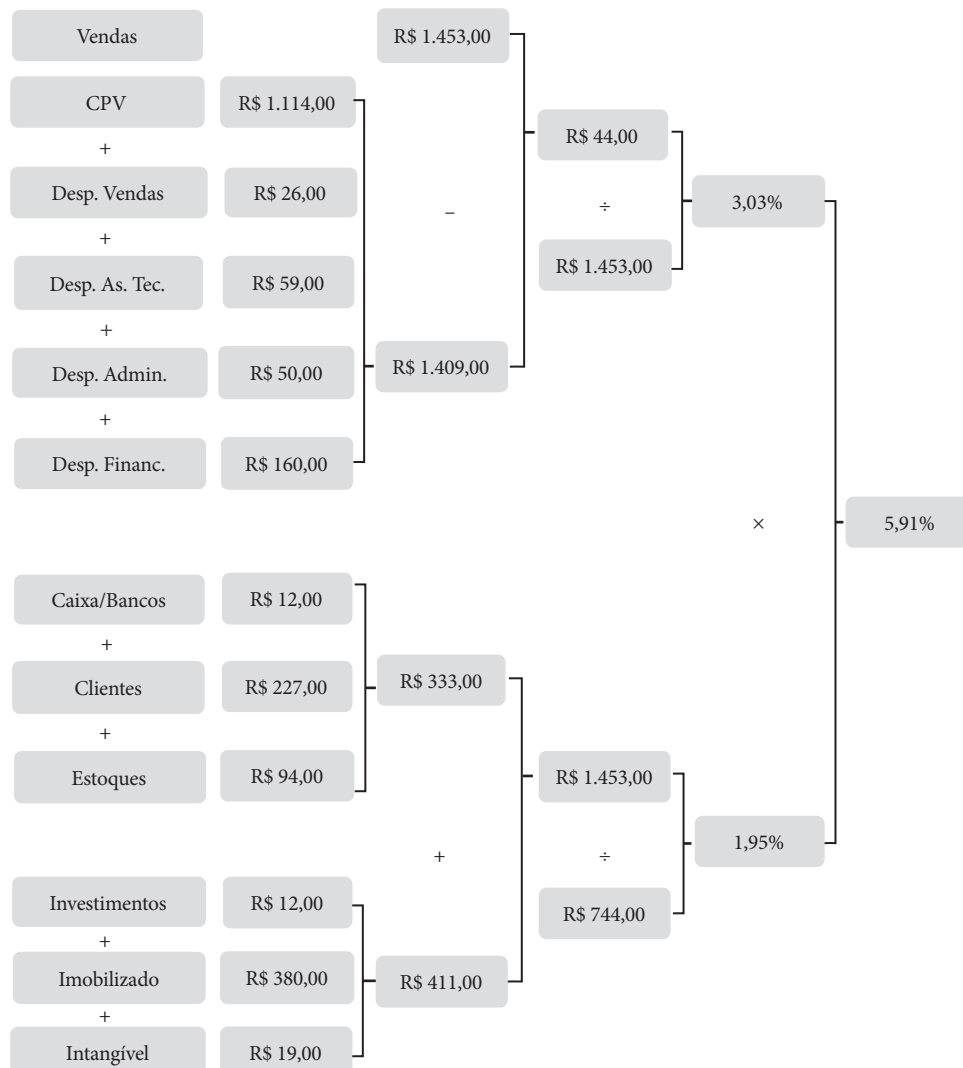 Vendas
R$ 1.453,00
CPV
R$ 1.114,00
+
R$ 44,00
Desp. Vendas
R$ 26,00
–
÷
3,03%
+
Desp. As. Tec.
R$ 59,00
R$ 1.453,00
+
Desp. Admin.
R$ 50,00
R$ 1.409,00
+
Desp. Financ.
R$ 160,00
×
5,91%
Caixa/Bancos
R$ 12,00
+
Clientes
R$ 227,00
R$ 333,00
+
Estoques
R$ 94,00
R$ 1.453,00
+
÷
1,95%
Investimentos
R$ 12,00
R$ 744,00
+
Imobilizado
R$ 380,00
R$ 411,00
+
Intangível
R$ 19,00